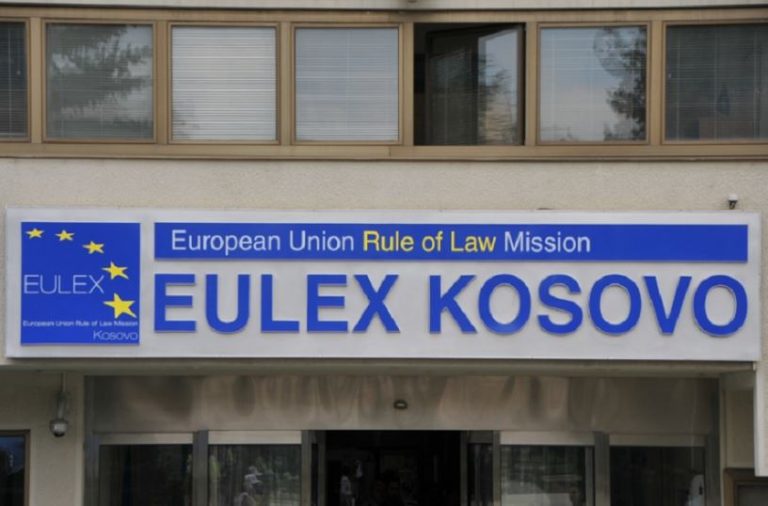 EULEX
European Union Rule of Law Mission
Kosovo
European Union Rule of Law Mission
EULEX KOSOVO